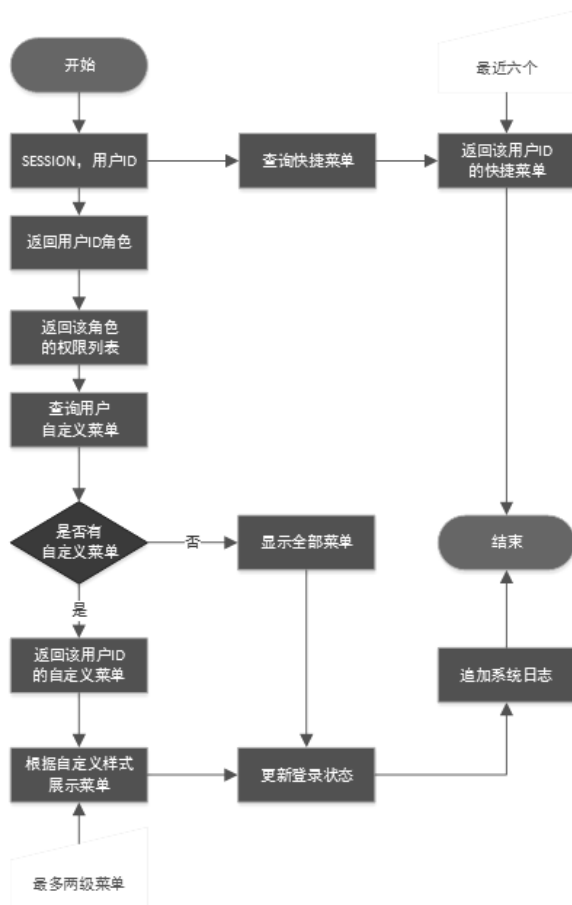 开始
最近六个
SESSION，用户ID
查询快捷菜单
返回该用户ID
的快捷菜单
返回用户ID角色
返回该角色
的权限列表
查询用户
自定义菜单
是否有
自定义菜单
否
显示全部菜单
结束
是
返回该用户ID
的自定义菜单
追加系统日志
根据自定义样式
展示菜单
更新登录状态
最多两级菜单